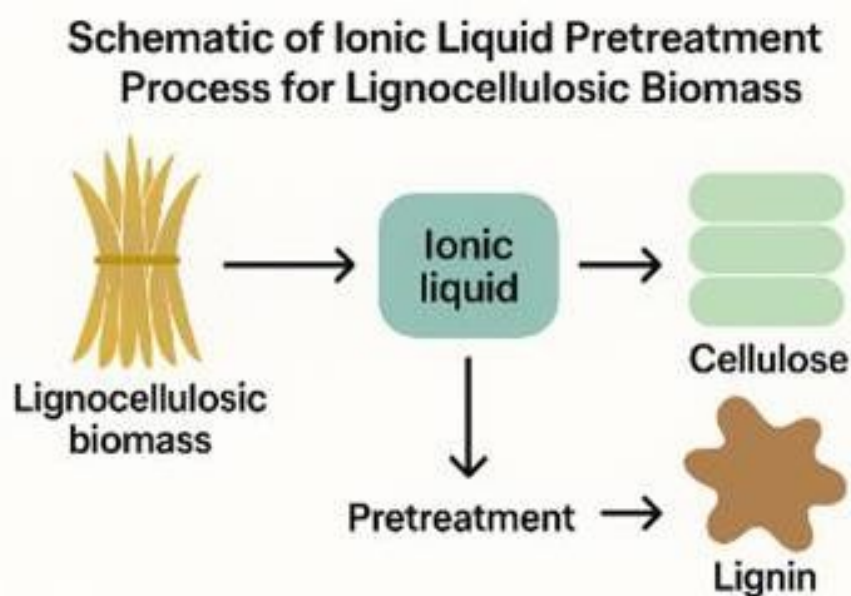 Schematic of Ionic Liquid Pretreatment
Process for Lignocellulosic Biomass
Ionic
liquid
Cellulose
Lignocellulosic
biomass
Pretreatment
Lignin